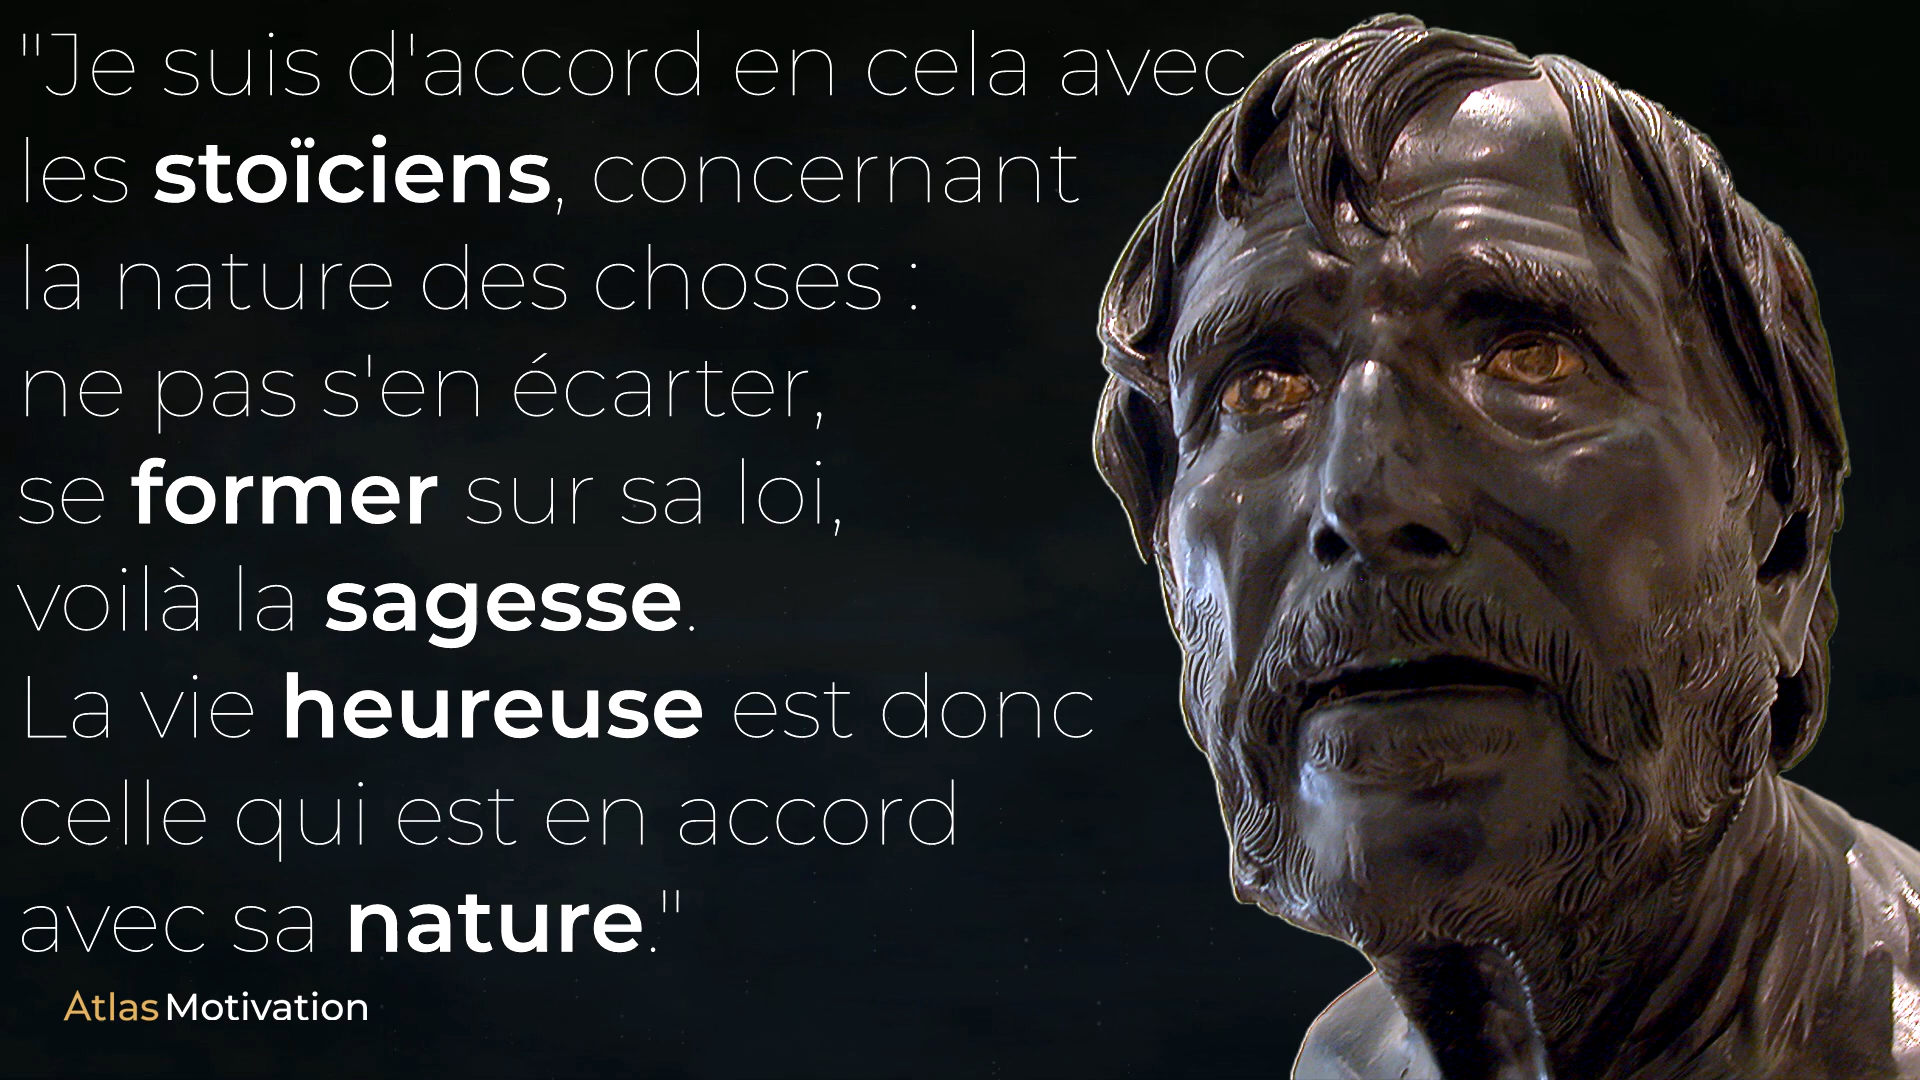 "Je suis d'accord en cela avec
les stoïciens, concernant
la nature des choses :
ne pas s'en écarter,
se former sur sa loi,
voilà la sagesse.
La vie heureuse est donc
celle qui est en accord
avec sa nature."
Atlas Motivation